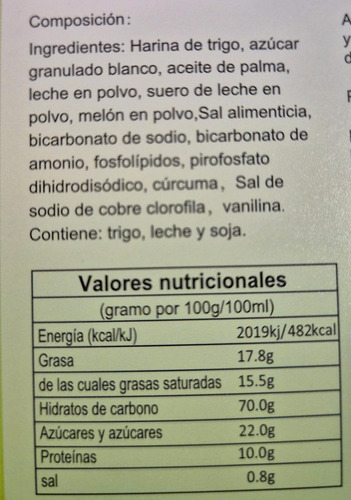 Composición:
Ingredientes: Harina de trigo, azúcar
granulado blanco, aceite de palma,
leche en polvo, suero de leche en
polvo, melón en polvo,Sal alimenticia,
bicarbonato de sodio, bicarbonato de
amonio, fosfolípidos, pirofosfato
dihidrodisódico, cúrcuma, Sal de
sodio de cobre clorofila, vanilina.
Contiene: trigo, leche y soja.
Valores nutricionales
(gramo por 100g/100ml)
Energía (kcal/kJ) 2019kj/482kcal
Grasa 17.8g
de las cuales grasas saturadas 15.5g
Hidratos de carbono 70.0g
Azúcares y azúcares 22.0g
Proteínas 10.0g
sal 0.8g